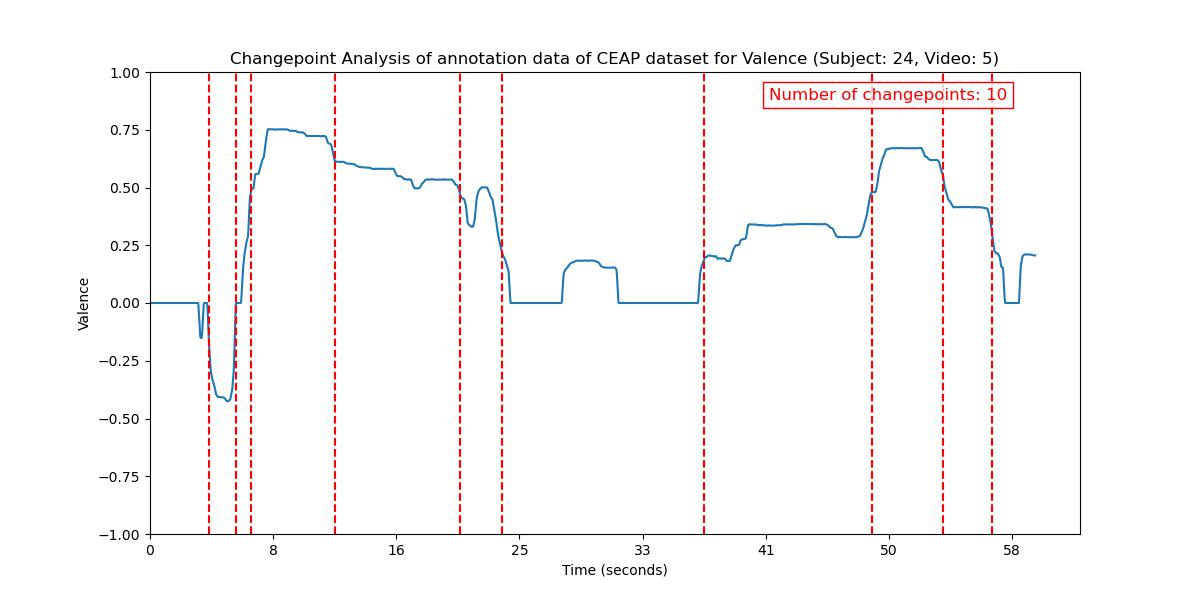 Changepoint Analysis of annotation data of CEAP dataset for Valence (Subject: 24, Video: 5)
Number of changepoints: 10
1.00
0.75
0.50
0.25
0.00
−0.25
−0.50
−0.75
−1.00
Valence
0 8 16 25 33 41 50 58
Time (seconds)